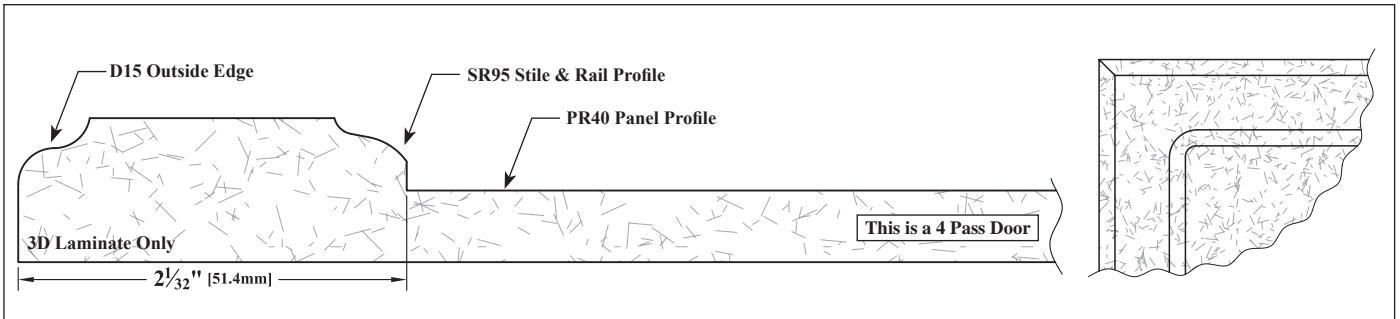 D15 Outside Edge
SR95 Stile & Rail Profile
PR40 Panel Profile
This is a 4 Pass Door
3D Laminate Only
2 1/32" [51.4mm]